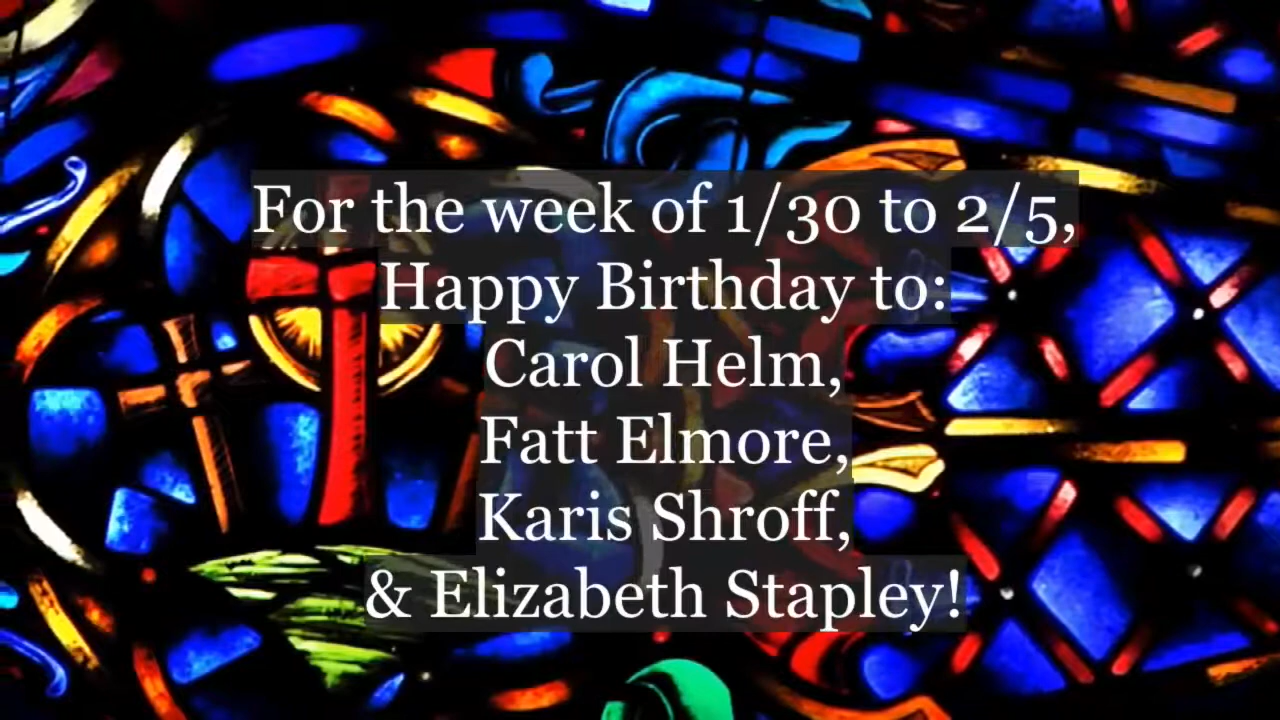 For the week of 1/30 to 2/5,
Happy Birthday to:
Carol Helm,
Fatt Elmore,
Karis Shroff,
& Elizabeth Stapley!